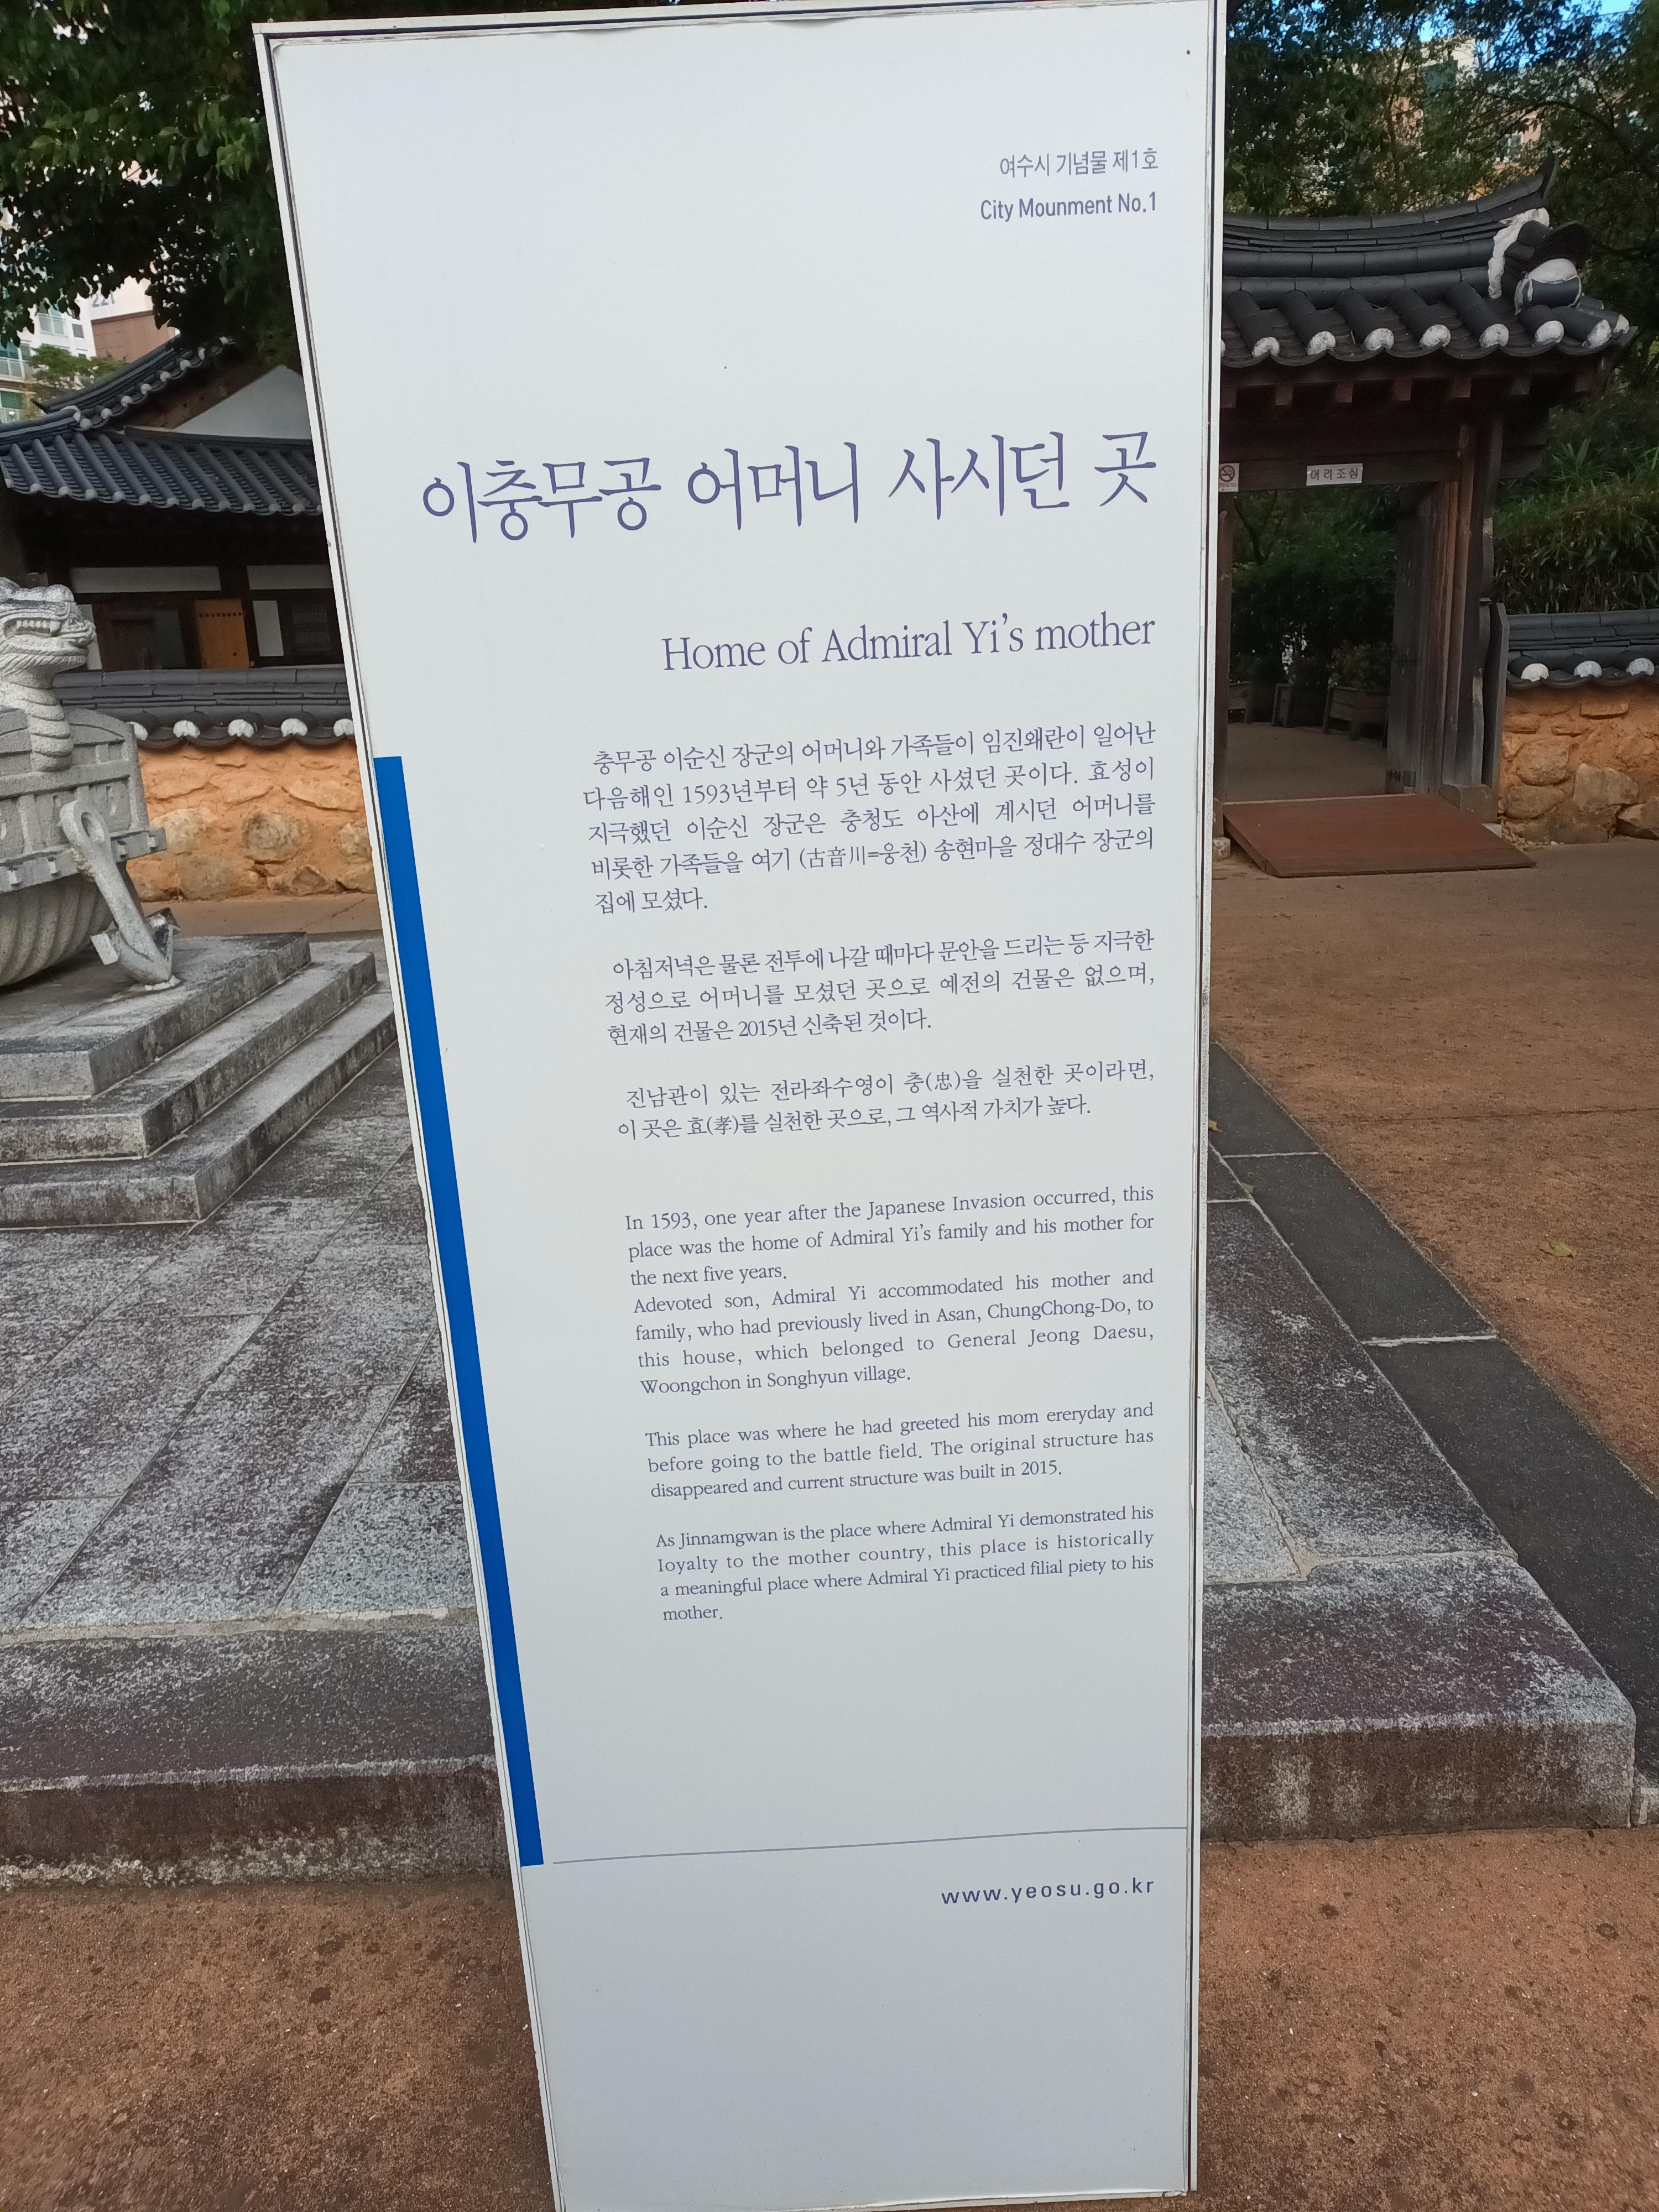 여수시 기념물 제1호
City Mounment No.1
이충무공 어머니 사시던 곳
Home of Admiral Yi's mother
충무공 이순신 장군의 어머니와 가족들이 임진왜란이 일어난
다음해인 1593년부터 약 5년 동안 사셨던 곳이다. 효성이
지극했던 이순신 장군은 충청도 아산에 계시던 어머니를
비롯한 가족들을 여기 (古音川=웅천) 송현마을 정대수 장군의
집에 모셨다.
아침저녁은 물론 전투에 나갈 때마다 문안을 드리는 등 지극한
정성으로 어머니를 모셨던 곳으로 예전의 건물은 없으며,
현재의 건물은 2015년 신축된 것이다.
진남관이 있는 전라좌수영이 충(忠)을 실천한 곳이라면,
이 곳은 효(孝)를 실천한 곳으로, 그 역사적 가치가 높다.
In 1593, one year after the Japanese Invasion occurred, this
place was the home of Admiral Yi's family and his mother for
the next five years.
Adevoted son, Admiral Yi accommodated his mother and
family, who had previously lived in Asan, ChungChong-Do, to
this house, which belonged to General Jeong Daesu,
Woongchon in Songhyun village.
This place was where he had greeted his mom ereryday and
before going to the battle field. The original structure has
disappeared and current structure was built in 2015.
As Jinnamgwan is the place where Admiral Yi demonstrated his
Ioyalty to the mother country, this place is historically
a meaningful place where Admiral Yi practiced filial piety to his
mother.
www.yeosu.go.kr
머리조심
221